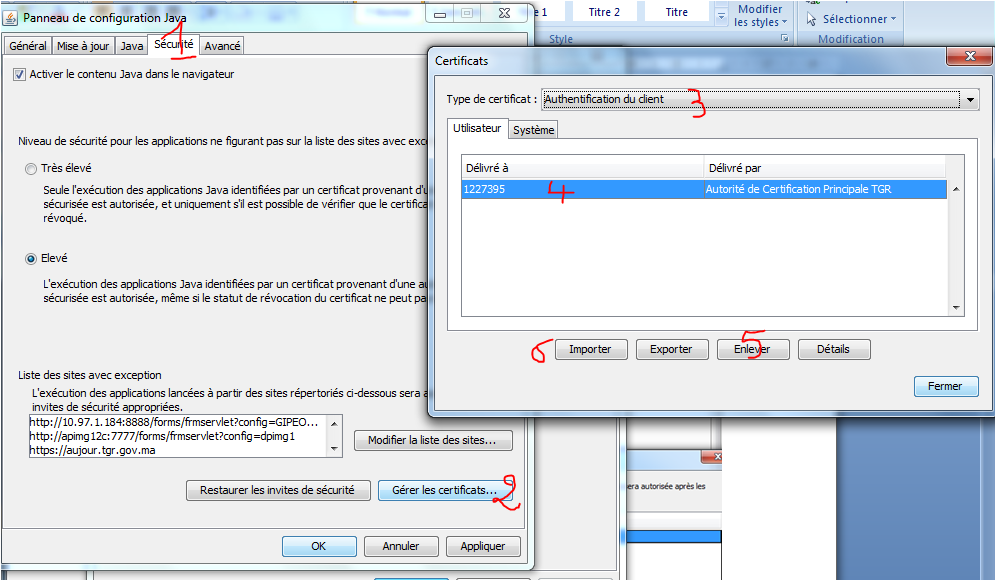 Panneau de configuration Java
1
Général
Mise à jour
Java
Sécurité
Avancé
Activer le contenu Java dans le navigateur
Niveau de sécurité pour les applications ne figurant pas sur la liste des sites avec exce
Très élevé
Seule l'exécution des applications Java identifiées par un certificat provenant d'u
sécurisée est autorisée, et uniquement s'il est possible de vérifier que le certifica
révoqué.
Elevé
L'exécution des applications Java identifiées par un certificat provenant d'une au
sécurisée est autorisée, même si le statut de révocation du certificat ne peut pa
Liste des sites avec exception
L'exécution des applications lancées à partir des sites répertoriés ci-dessous sera a
invites de sécurité appropriées.
http://10.97.1.184:8888/forms/frmservlet?config=GIPEO...
http://apimg12c:7777/forms/frmservlet?config=dpimg1
https://aujour.tgr.gov.ma
Modifier la liste des sites...
Restaurer les invites de sécurité
Gérer les certificats...
2
OK
Annuler
Appliquer
e 1
Titre 2
Titre
Modifier
les styles
Style
Sélectionner
Modification
Certificats
Type de certificat :
Authentification du client
3
Utilisateur
Système
Délivré à
Délivré par
1227395
4
Autorité de Certification Principale TGR
6
Importer
Exporter
Enlever
5
Détails
Fermer
era autorisée après les